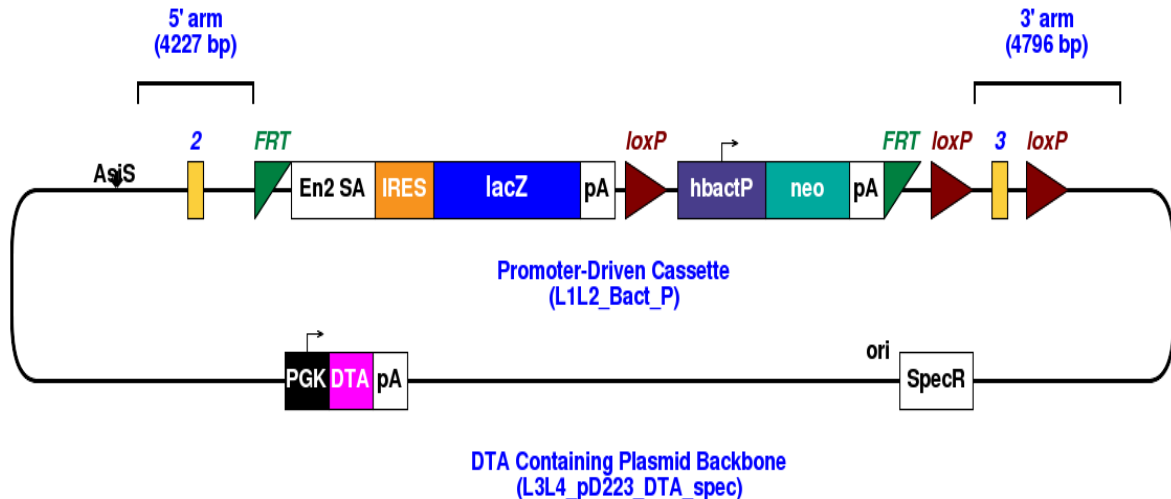 5' arm
(4227 bp)
3' arm
(4796 bp)
2
FRT
loxP
FRT
loxP
3
loxP
AsiS
En2 SA
IRES
lacZ
pA
hbactP
neo
pA
Promoter-Driven Cassette
(L1L2_Bact_P)
ori
PGK
DTA
pA
SpecR
DTA Containing Plasmid Backbone
(L3L4_pD223_DTA_spec)